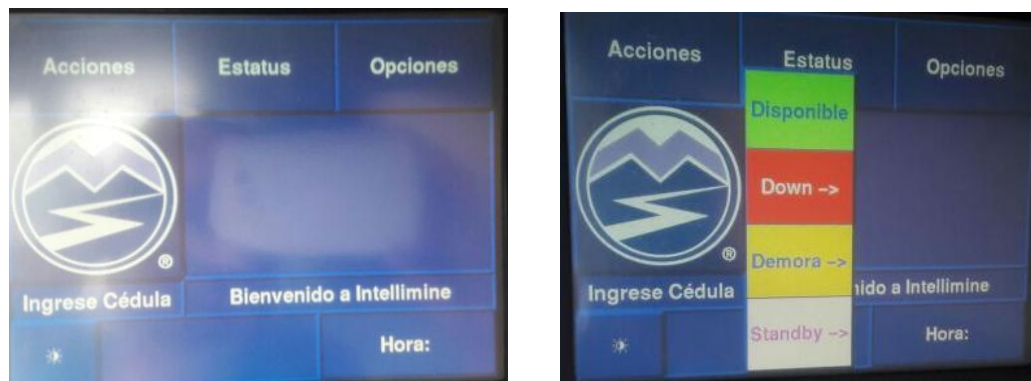 Acciones Estatus Opciones
®
Ingrese Cédula Bienvenido a Intellimine
Hora:
Acciones Estatus Opciones
Disponible
Down –>
Demora –>
®
Ingrese Cédula nido a Intellimine
Standby –> Hora: